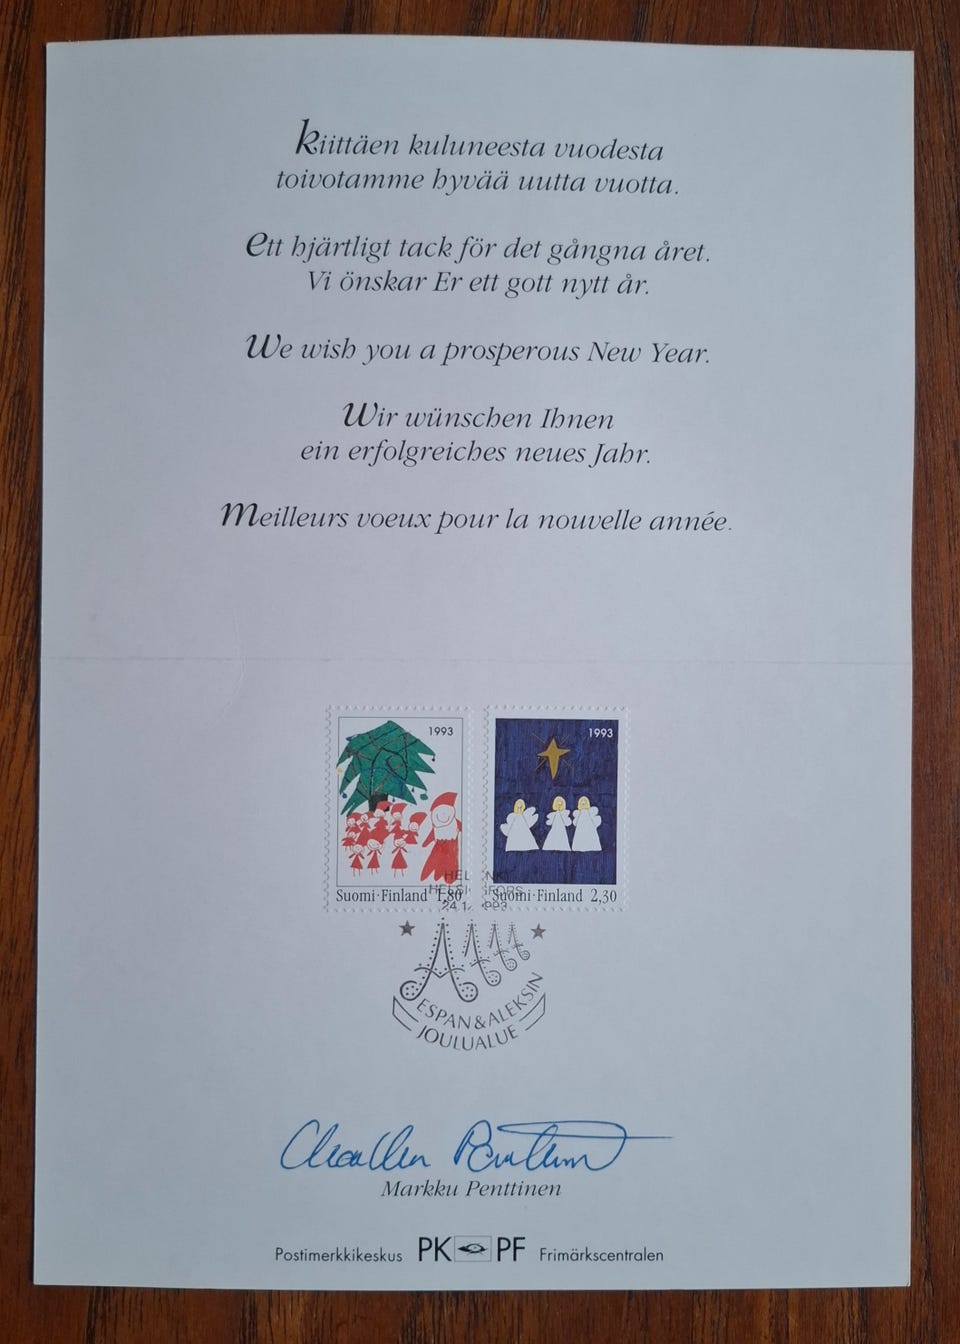 Kiittäen kuluneesta vuodesta
toivotamme hyvää uutta vuotta.
Ett hjärtligt tack för det gångna året.
Vi önskar Er ett gott nytt år.
We wish you a prosperous New Year.
Wir wünschen Ihnen
ein erfolgreiches neues Jahr.
Meilleurs voeux pour la nouvelle année.
1993
Suomi·Finland 1,80
1993
Suomi·Finland 2,30
ESPAN & ALEKSIN
JOULUALUE
Markku Penttinen
Postimerkkikeskus PK PF Frimärkscentralen